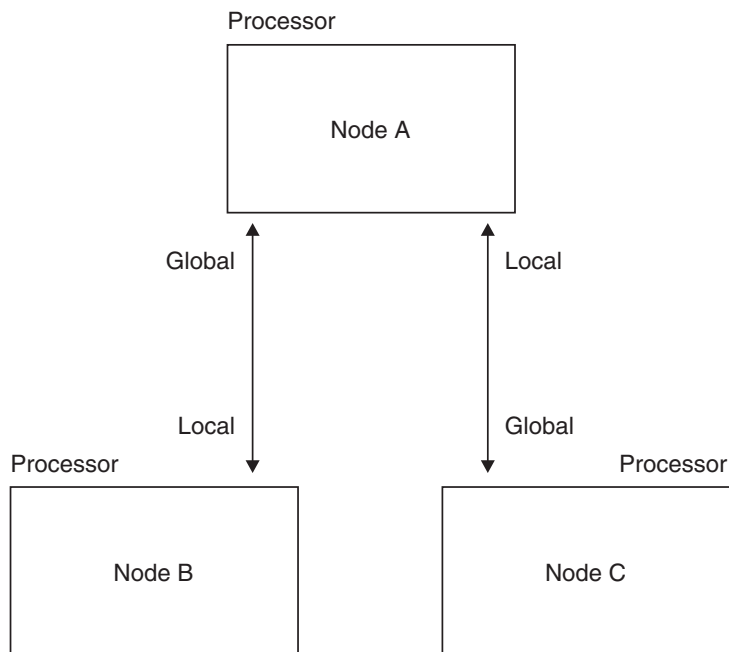 Processor
Node A
Global
Local
Local
Global
Processor
Processor
Node B
Node C